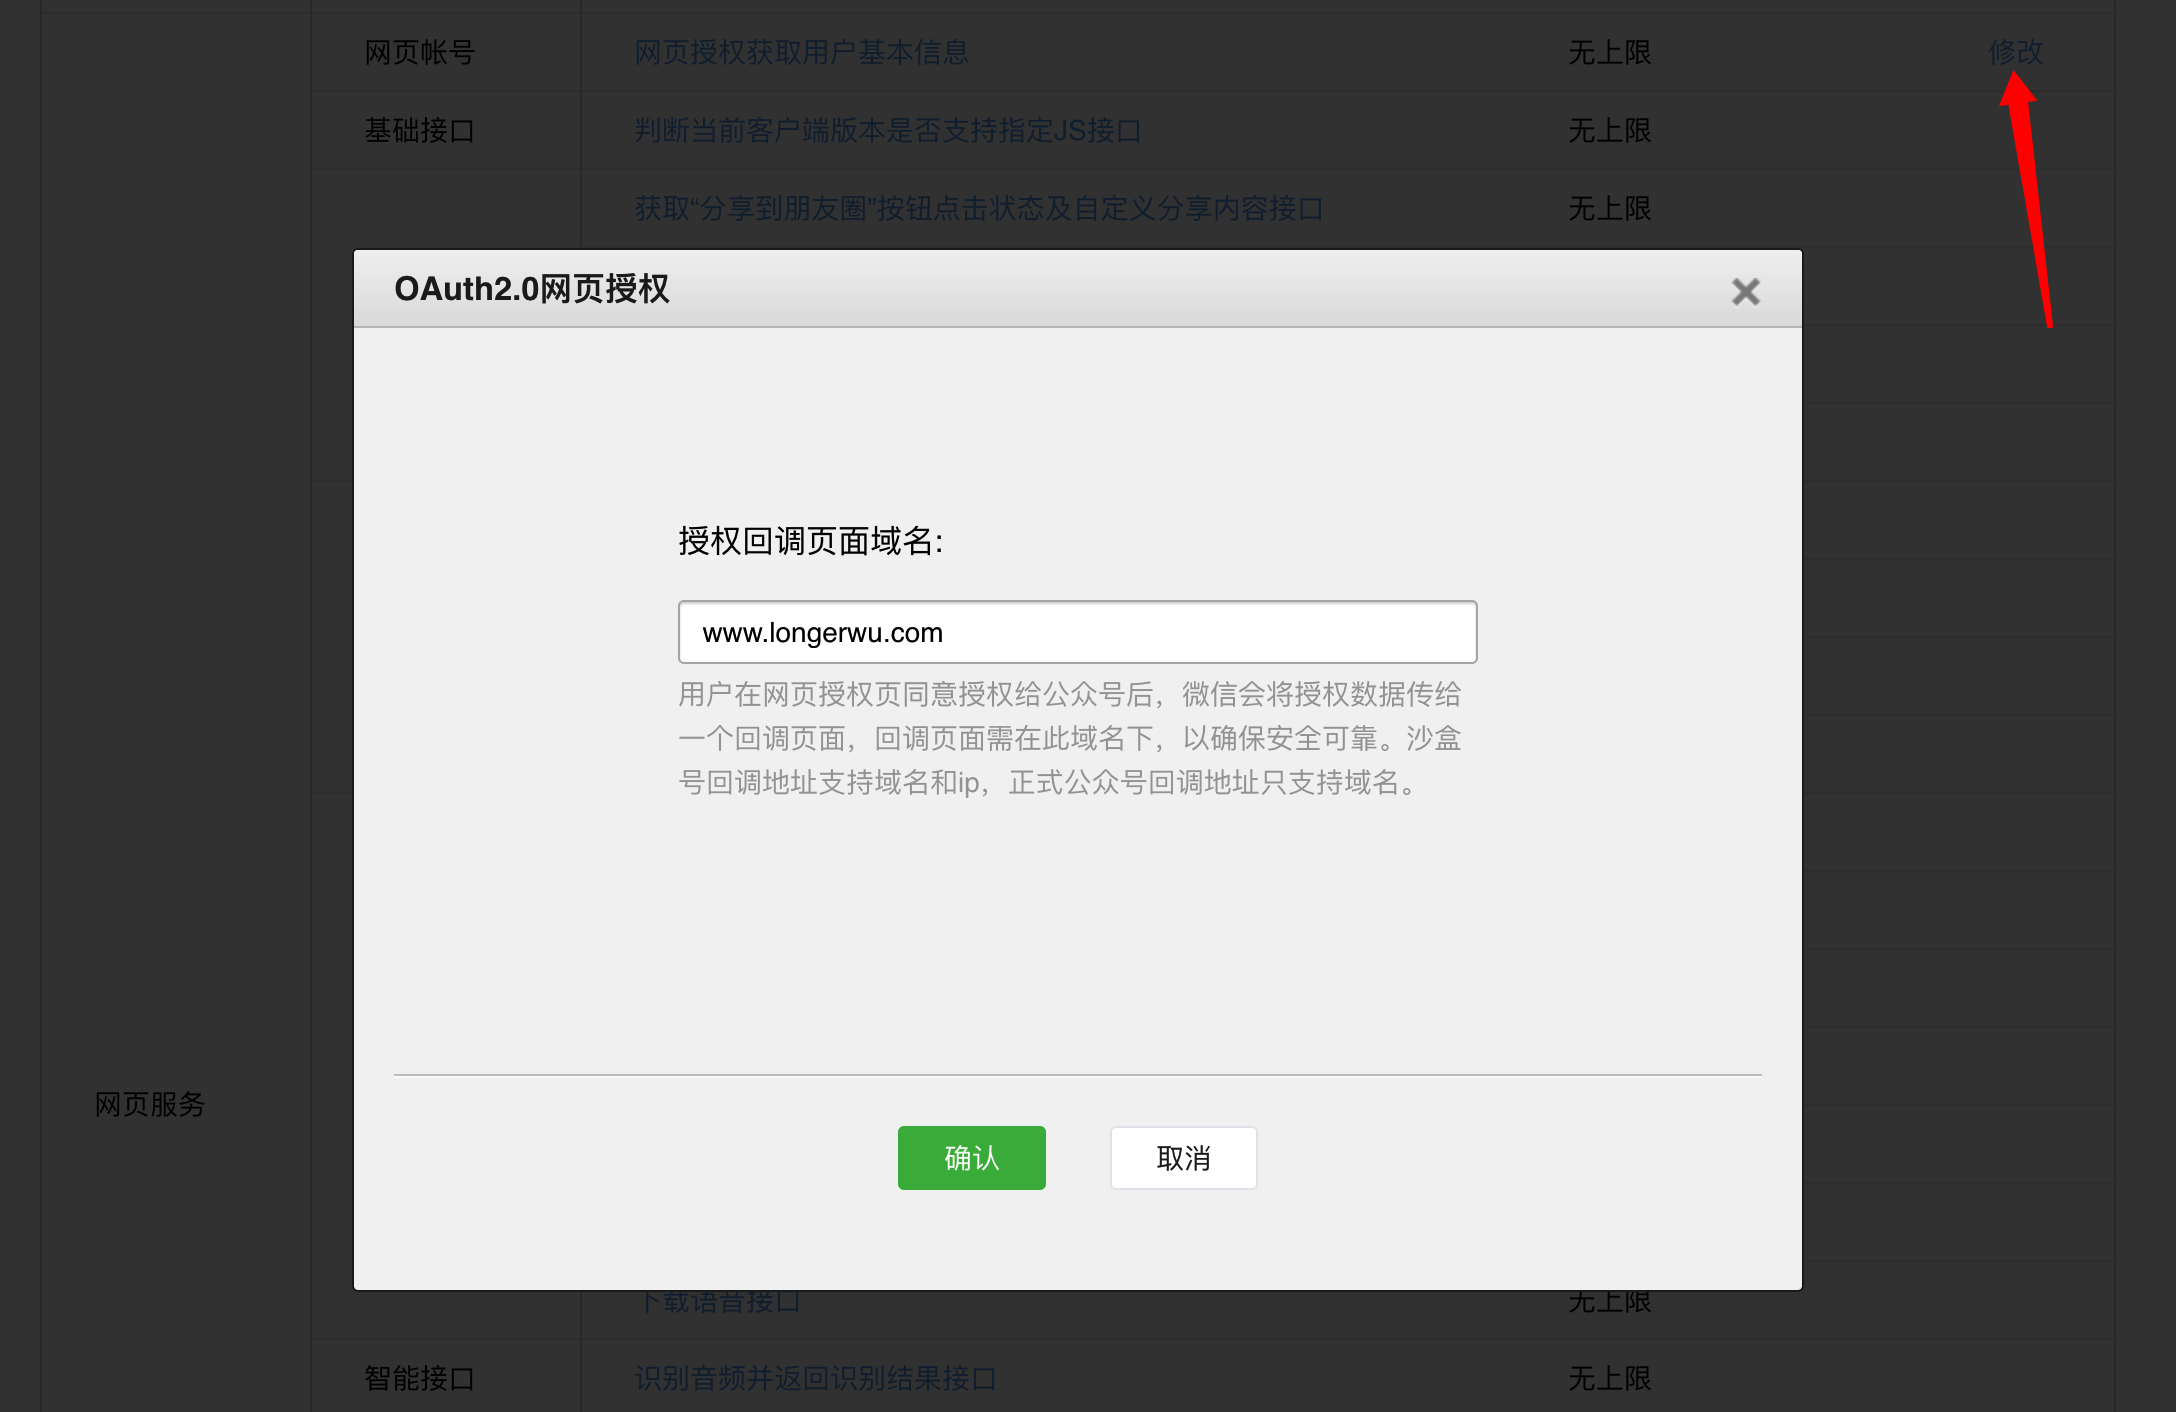 网页帐号 网页授权获取用户基本信息 无上限 修改
基础接口 判断当前客户端版本是否支持指定JS接口 无上限
获取“分享到朋友圈”按钮点击状态及自定义分享内容接口 无上限
OAuth2.0网页授权
授权回调页面域名:
www.longerwu.com
用户在网页授权页同意授权给公众号后，微信会将授权数据传给
一个回调页面，回调页面需在此域名下，以确保安全可靠。沙盒
号回调地址支持域名和ip，正式公众号回调地址只支持域名。
网页服务
确认 取消
下载语音接口 无上限
智能接口 识别音频并返回识别结果接口 无上限